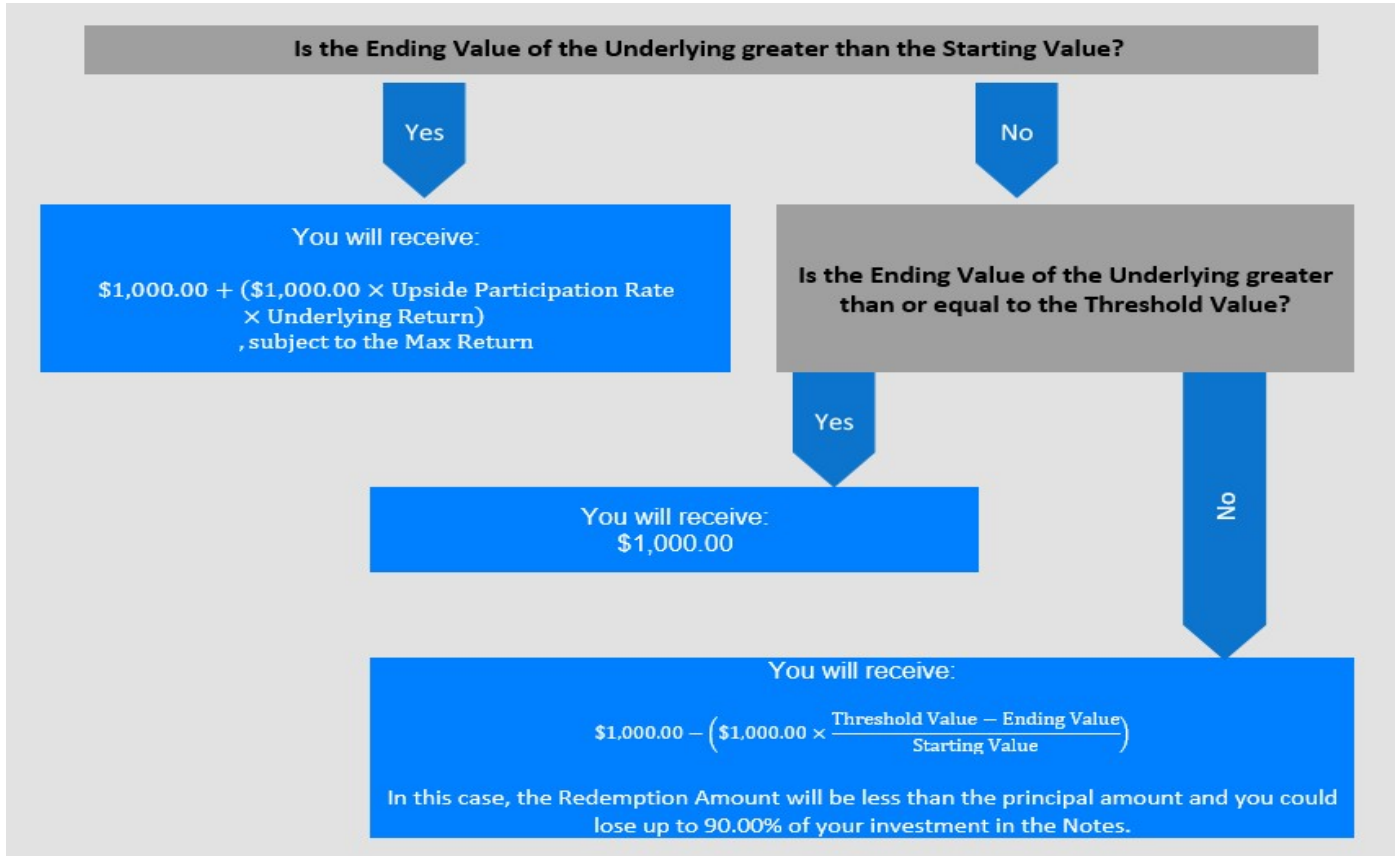 Is the Ending Value of the Underlying greater than the Starting Value?
Yes
No
You will receive:
$1,000.00 + ($1,000.00 × Upside Participation Rate
× Underlying Return)
, subject to the Max Return
Is the Ending Value of the Underlying greater
than or equal to the Threshold Value?
Yes
No
You will receive:
$1,000.00
You will receive:
$1,000.00 − ($1,000.00 × (Threshold Value − Ending Value) / Starting Value)
In this case, the Redemption Amount will be less than the principal amount and you could
lose up to 90.00% of your investment in the Notes.